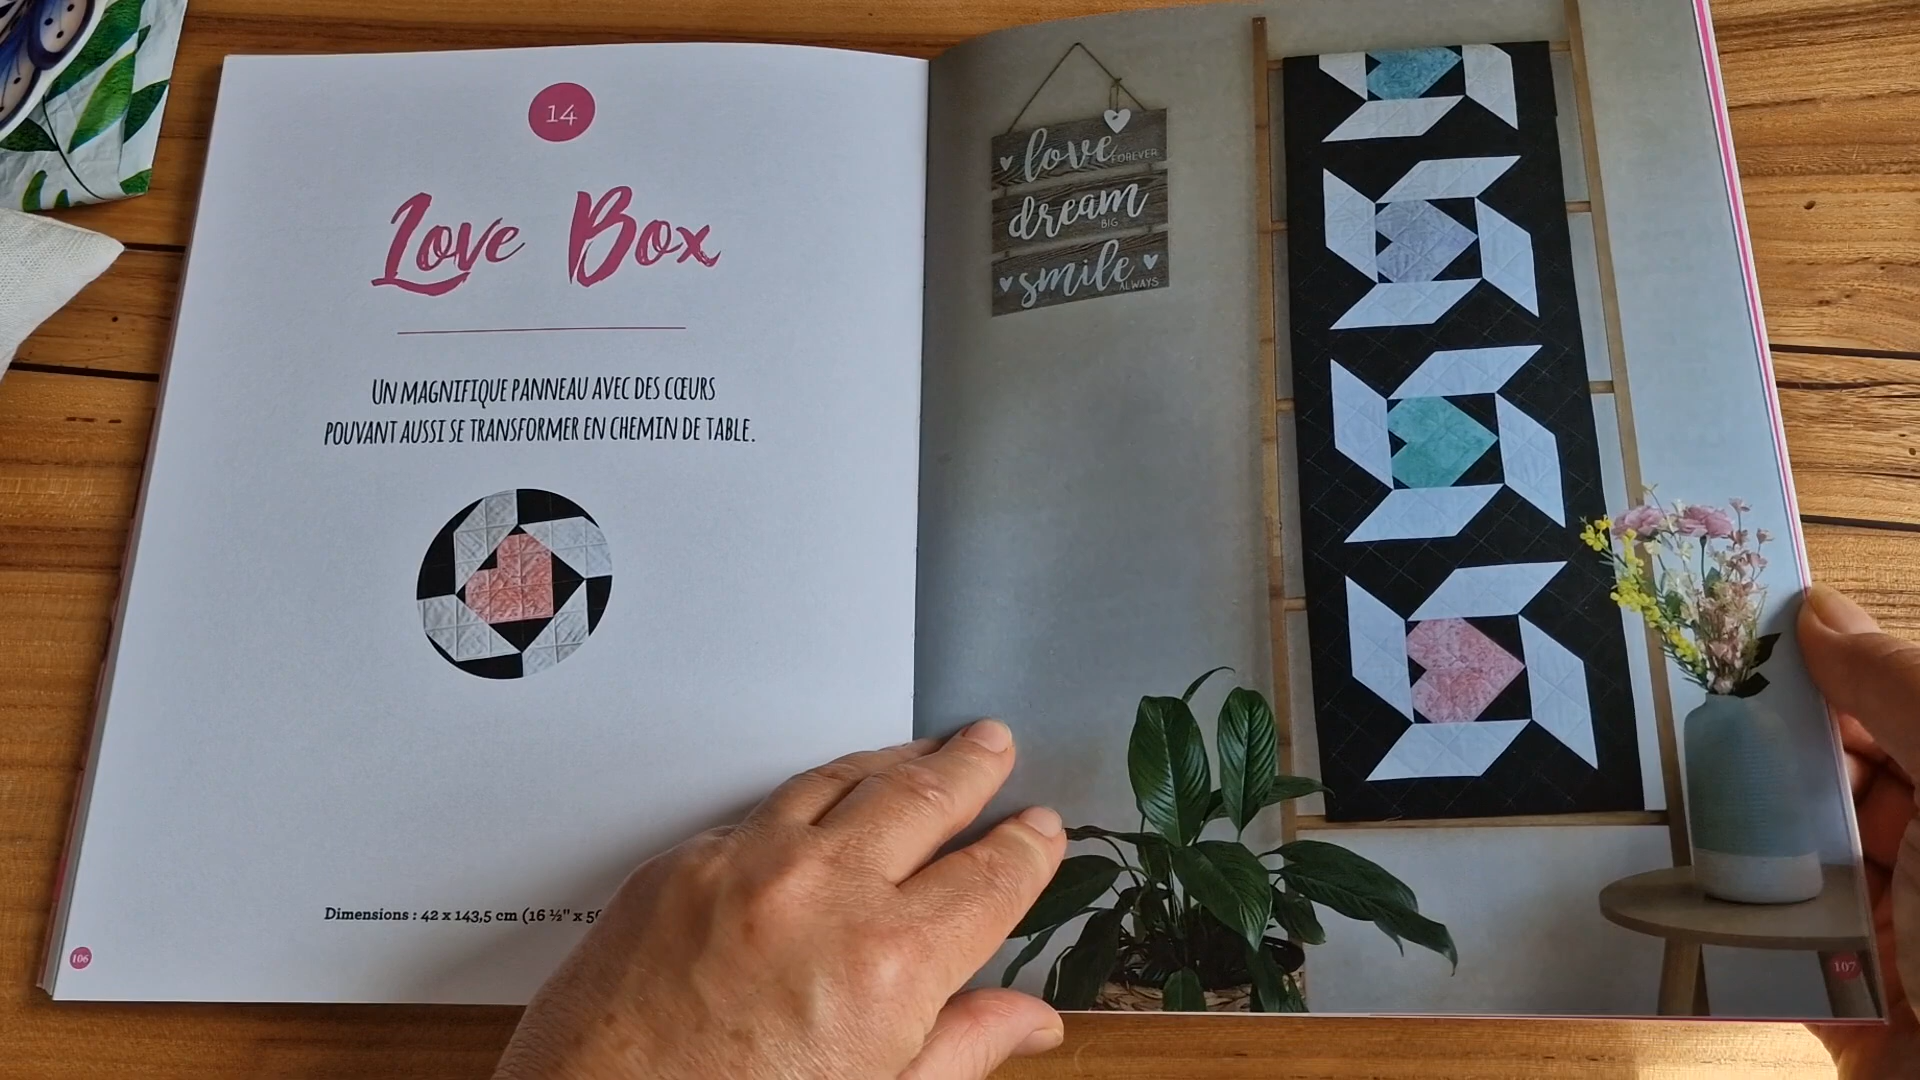 14
Love Box
UN MAGNIFIQUE PANNEAU AVEC DES CŒURS
POUVANT AUSSI SE TRANSFORMER EN CHEMIN DE TABLE.
Dimensions : 42 x 143,5 cm (16 ½" x
106
love
FOREVER
dream
BIG
smile
ALWAYS
107